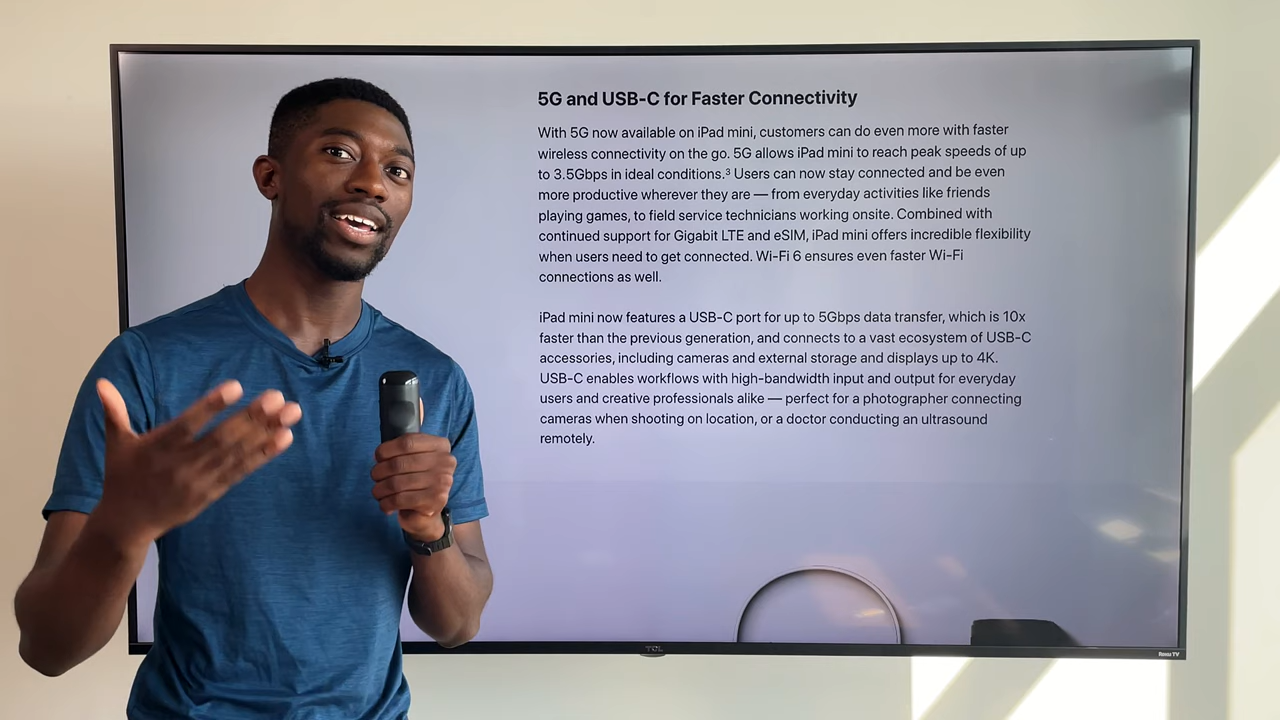 5G and USB-C for Faster Connectivity
With 5G now available on iPad mini, customers can do even more with faster
wireless connectivity on the go. 5G allows iPad mini to reach peak speeds of up
to 3.5Gbps in ideal conditions.³ Users can now stay connected and be even
more productive wherever they are — from everyday activities like friends
playing games, to field service technicians working onsite. Combined with
continued support for Gigabit LTE and eSIM, iPad mini offers incredible flexibility
when users need to get connected. Wi-Fi 6 ensures even faster Wi-Fi
connections as well.
iPad mini now features a USB-C port for up to 5Gbps data transfer, which is 10x
faster than the previous generation, and connects to a vast ecosystem of USB-C
accessories, including cameras and external storage and displays up to 4K.
USB-C enables workflows with high-bandwidth input and output for everyday
users and creative professionals alike — perfect for a photographer connecting
cameras when shooting on location, or a doctor conducting an ultrasound
remotely.
TCL
Roku TV